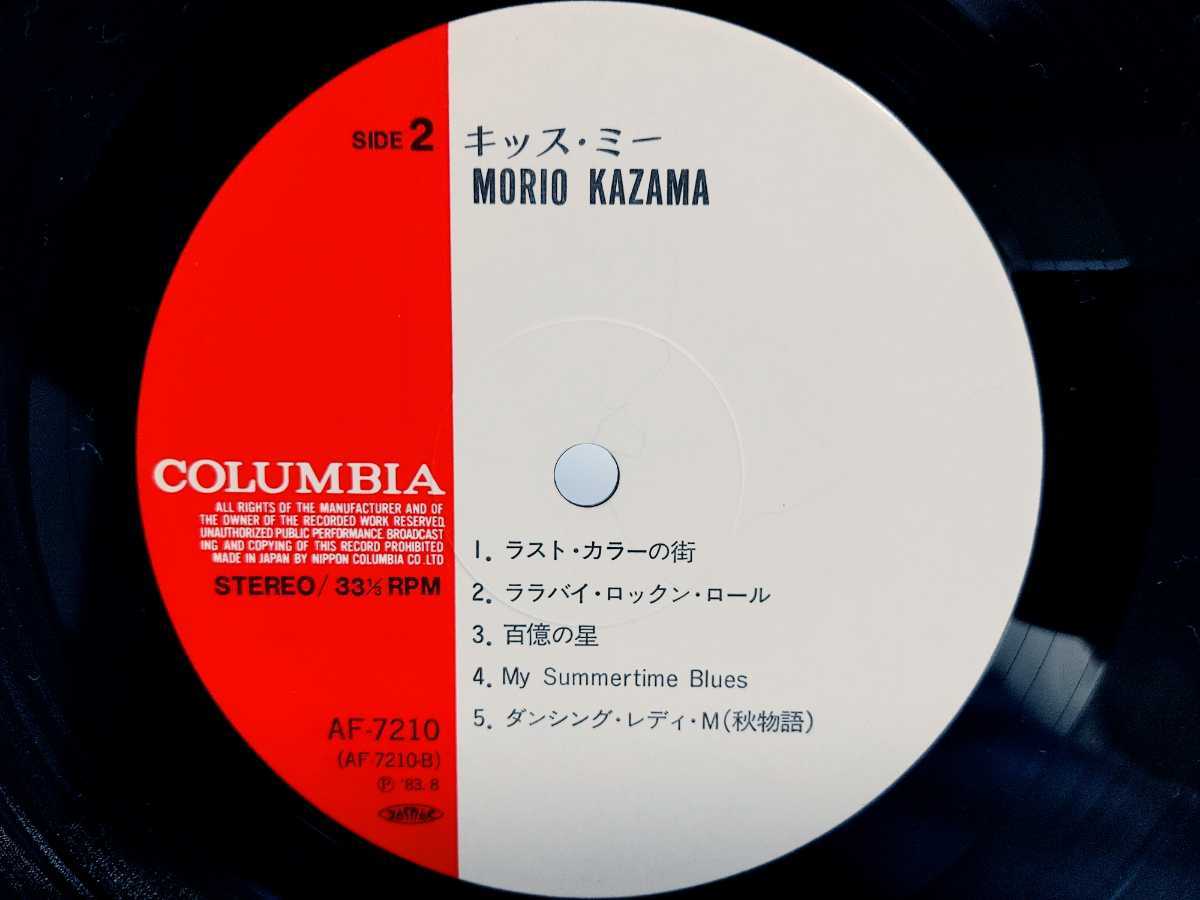 SIDE 2
キッス・ミー
MORIO KAZAMA
COLUMBIA
ALL RIGHTS OF THE MANUFACTURER AND OF
THE OWNER OF THE RECORDED WORK RESERVED
UNAUTHORIZED PUBLIC PERFORMANCE BROADCAST
ING AND COPYING OF THIS RECORD PROHIBITED
MADE IN JAPAN BY NIPPON COLUMBIA CO. LTD
STEREO/ 33⅓ RPM
AF-7210
(AF-7210-B)
Ⓟ '83. 8
1. ラスト・カラーの街
2. ララバイ・ロックン・ロール
3. 百億の星
4. My Summertime Blues
5. ダンシング・レディ・M(秋物語)